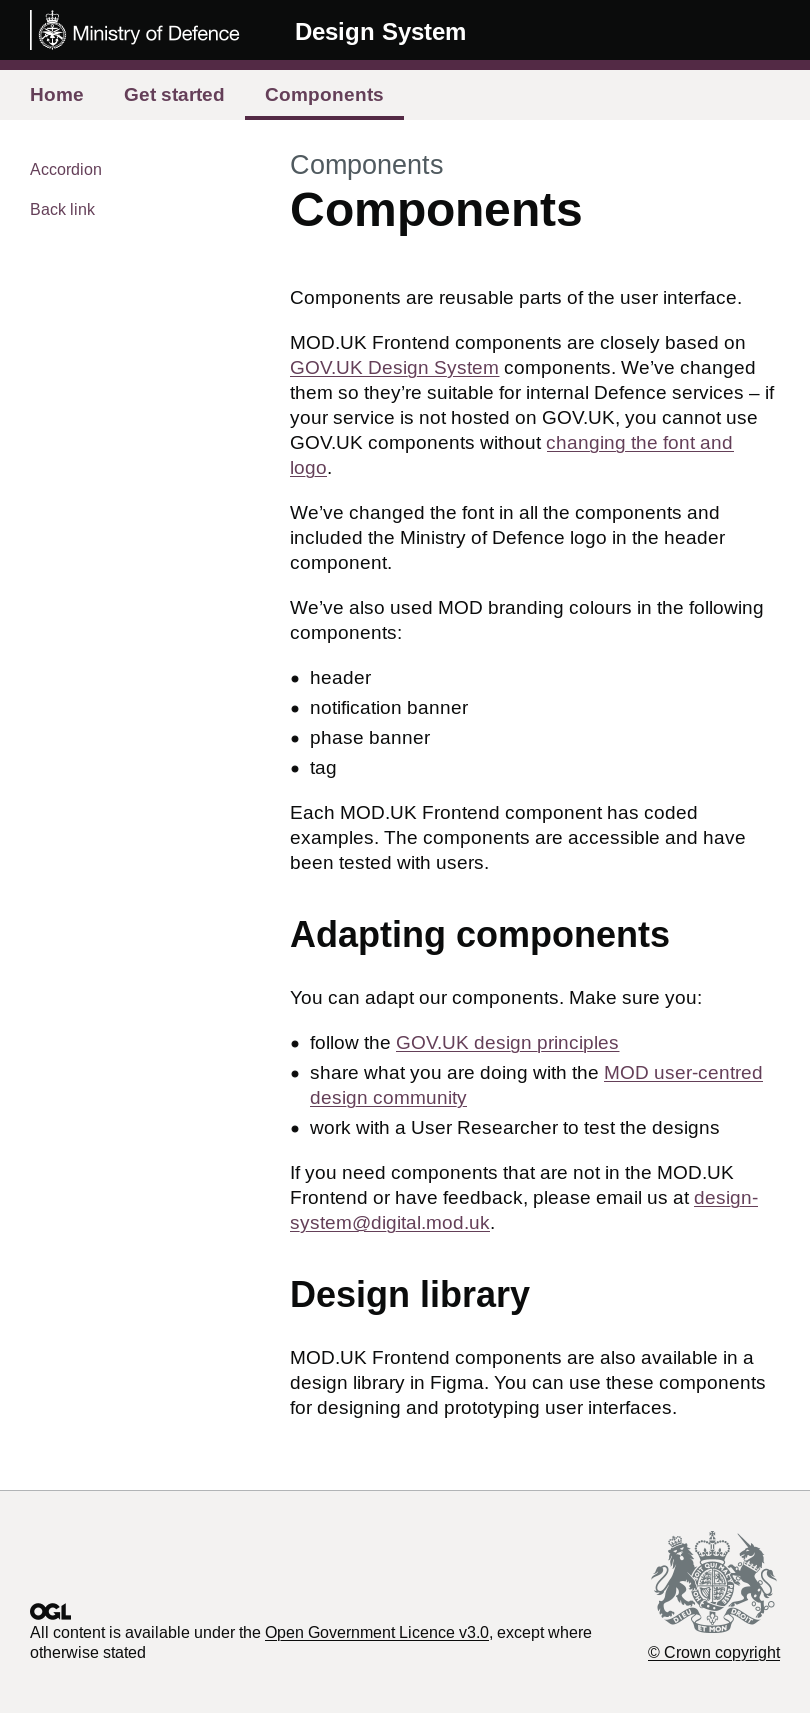 Ministry of Defence
Design System
Home
Get started
Components
Accordion
Back link
Components
Components
Components are reusable parts of the user interface.
MOD.UK Frontend components are closely based on
GOV.UK Design System components. We’ve changed
them so they’re suitable for internal Defence services – if
your service is not hosted on GOV.UK, you cannot use
GOV.UK components without changing the font and
logo.
We’ve changed the font in all the components and
included the Ministry of Defence logo in the header
component.
We’ve also used MOD branding colours in the following
components:
header
notification banner
phase banner
tag
Each MOD.UK Frontend component has coded
examples. The components are accessible and have
been tested with users.
Adapting components
You can adapt our components. Make sure you:
follow the GOV.UK design principles
share what you are doing with the MOD user-centred
design community
work with a User Researcher to test the designs
If you need components that are not in the MOD.UK
Frontend or have feedback, please email us at design-
system@digital.mod.uk.
Design library
MOD.UK Frontend components are also available in a
design library in Figma. You can use these components
for designing and prototyping user interfaces.
OGL
All content is available under the Open Government Licence v3.0, except where
otherwise stated
DIEU ET MON DROIT
© Crown copyright